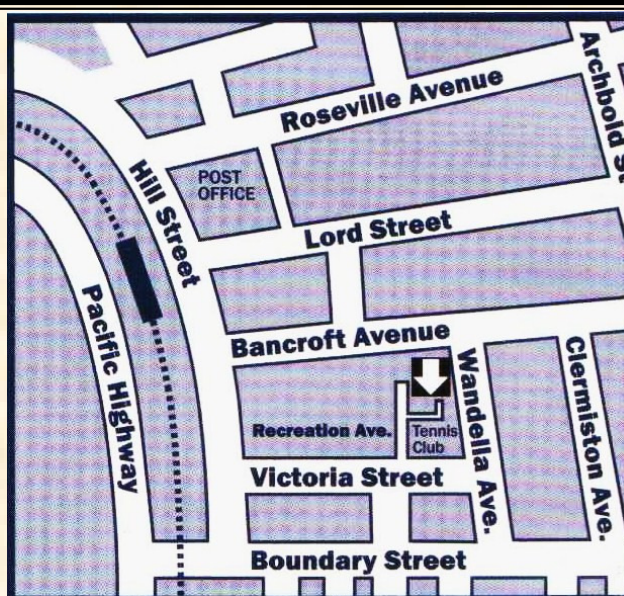 Archbold St
Roseville Avenue
POST
OFFICE
Hill Street
Lord Street
Pacific Highway
Bancroft Avenue
Wandella Ave.
Clermiston Ave.
Recreation Ave.
Tennis
Club
Victoria Street
Boundary Street